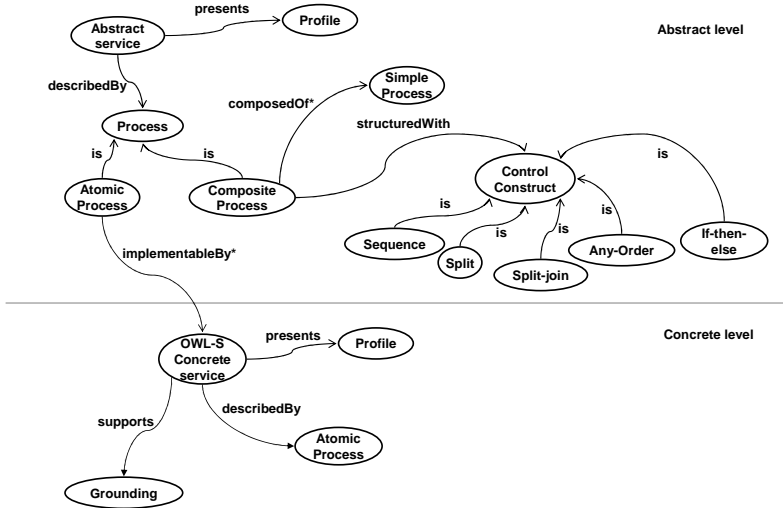 Abstract
service
presents
Profile
Abstract level
describedBy
Simple
Process
composedOf*
structuredWith
Process
is
is
is
Control
Construct
Atomic
Process
Composite
Process
is
is
is
is
Sequence
Split
Split-join
Any-Order
If-then-
else
implementableBy*
OWL-S
Concrete
service
presents
Profile
Concrete level
describedBy
supports
Atomic
Process
Grounding